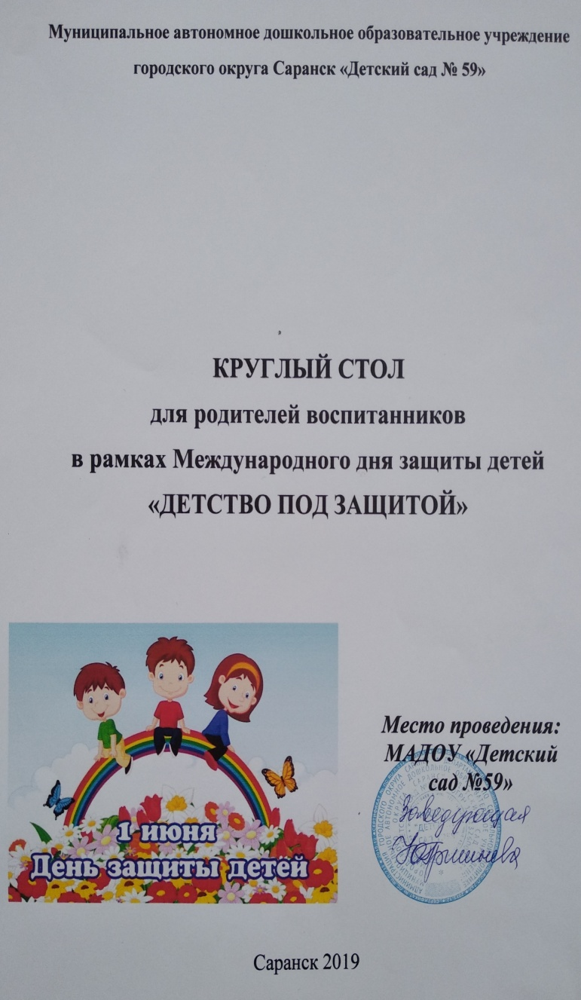 Муниципальное автономное дошкольное образовательное учреждение
городского округа Саранск «Детский сад № 59»
КРУГЛЫЙ СТОЛ
для родителей воспитанников
в рамках Международного дня защиты детей
«ДЕТСТВО ПОД ЗАЩИТОЙ»
1 июня
День защиты детей
Место проведения:
МАДОУ «Детский
сад №59»
Заведующая
Саранск 2019